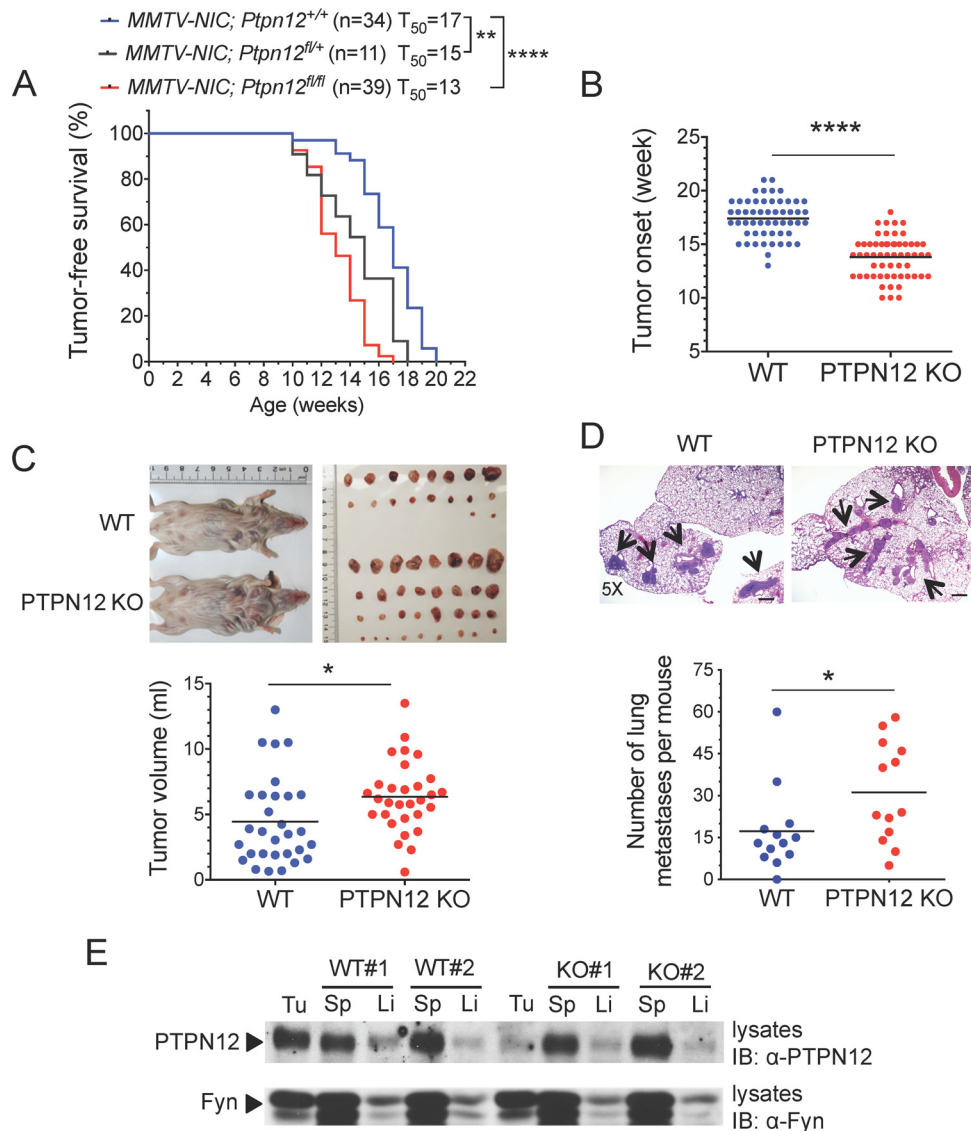 MMTV-NIC; Ptpn12+/+ (n=34) T50=17
**
MMTV-NIC; Ptpn12fl/+ (n=11) T50=15
****
MMTV-NIC; Ptpn12fl/fl (n=39) T50=13
A
Tumor-free survival (%)
100
80
60
40
20
0
0 2 4 6 8 10 12 14 16 18 20 22
Age (weeks)
B
****
Tumor onset (week)
25
20
15
10
5
WT PTPN12 KO
C
WT
PTPN12 KO
*
Tumor volume (ml)
15
10
5
0
WT PTPN12 KO
D
WT PTPN12 KO
5X
*
Number of lung
metastases per mouse
75
60
45
30
15
0
WT PTPN12 KO
E
WT#1 WT#2 KO#1 KO#2
Tu Sp Li Sp Li Tu Sp Li Sp Li
PTPN12
lysates
IB: α-PTPN12
Fyn
lysates
IB: α-Fyn